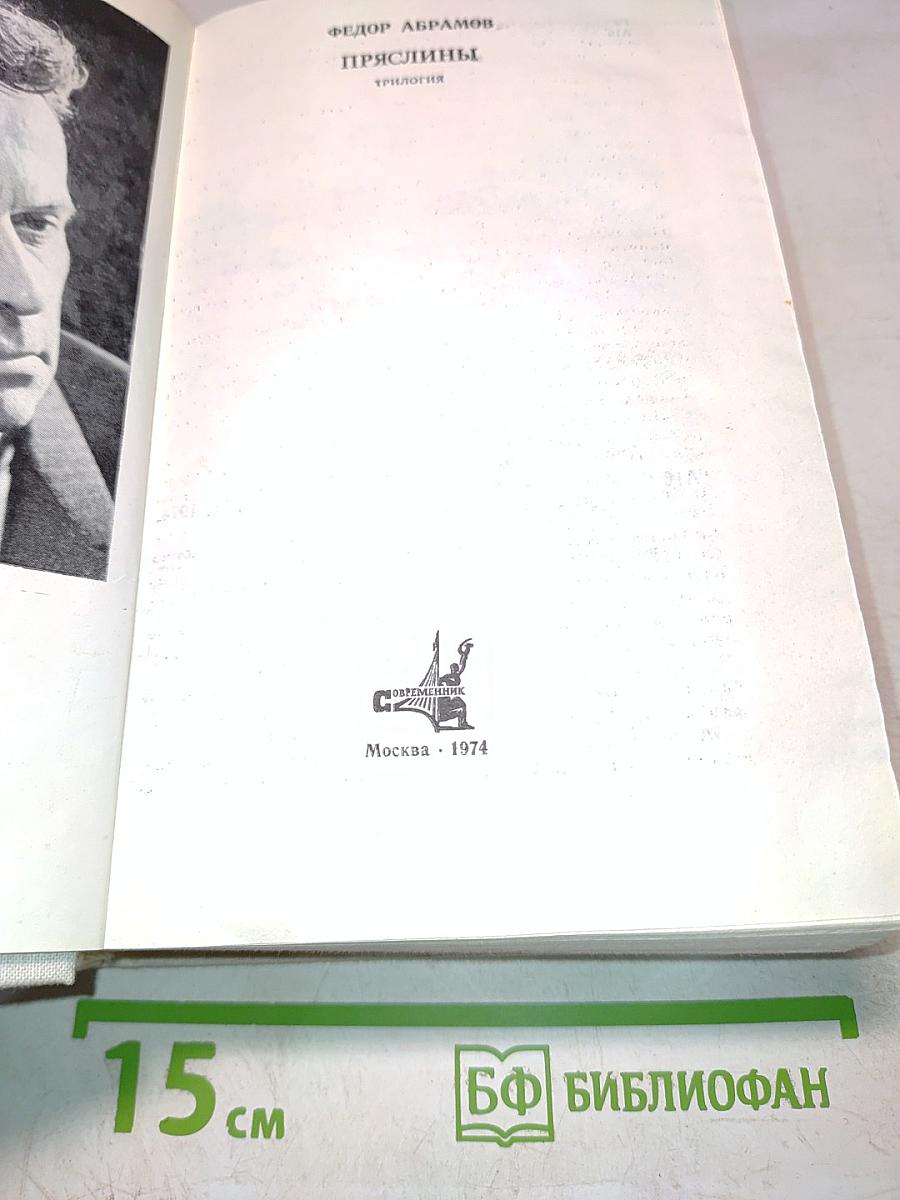 ФЕДОР АБРАМОВ
ПРЯСЛИНЫ
ТРИЛОГИЯ
СОВРЕМЕННИК
Москва · 1974
15 см
БФ БИБЛИОФАН